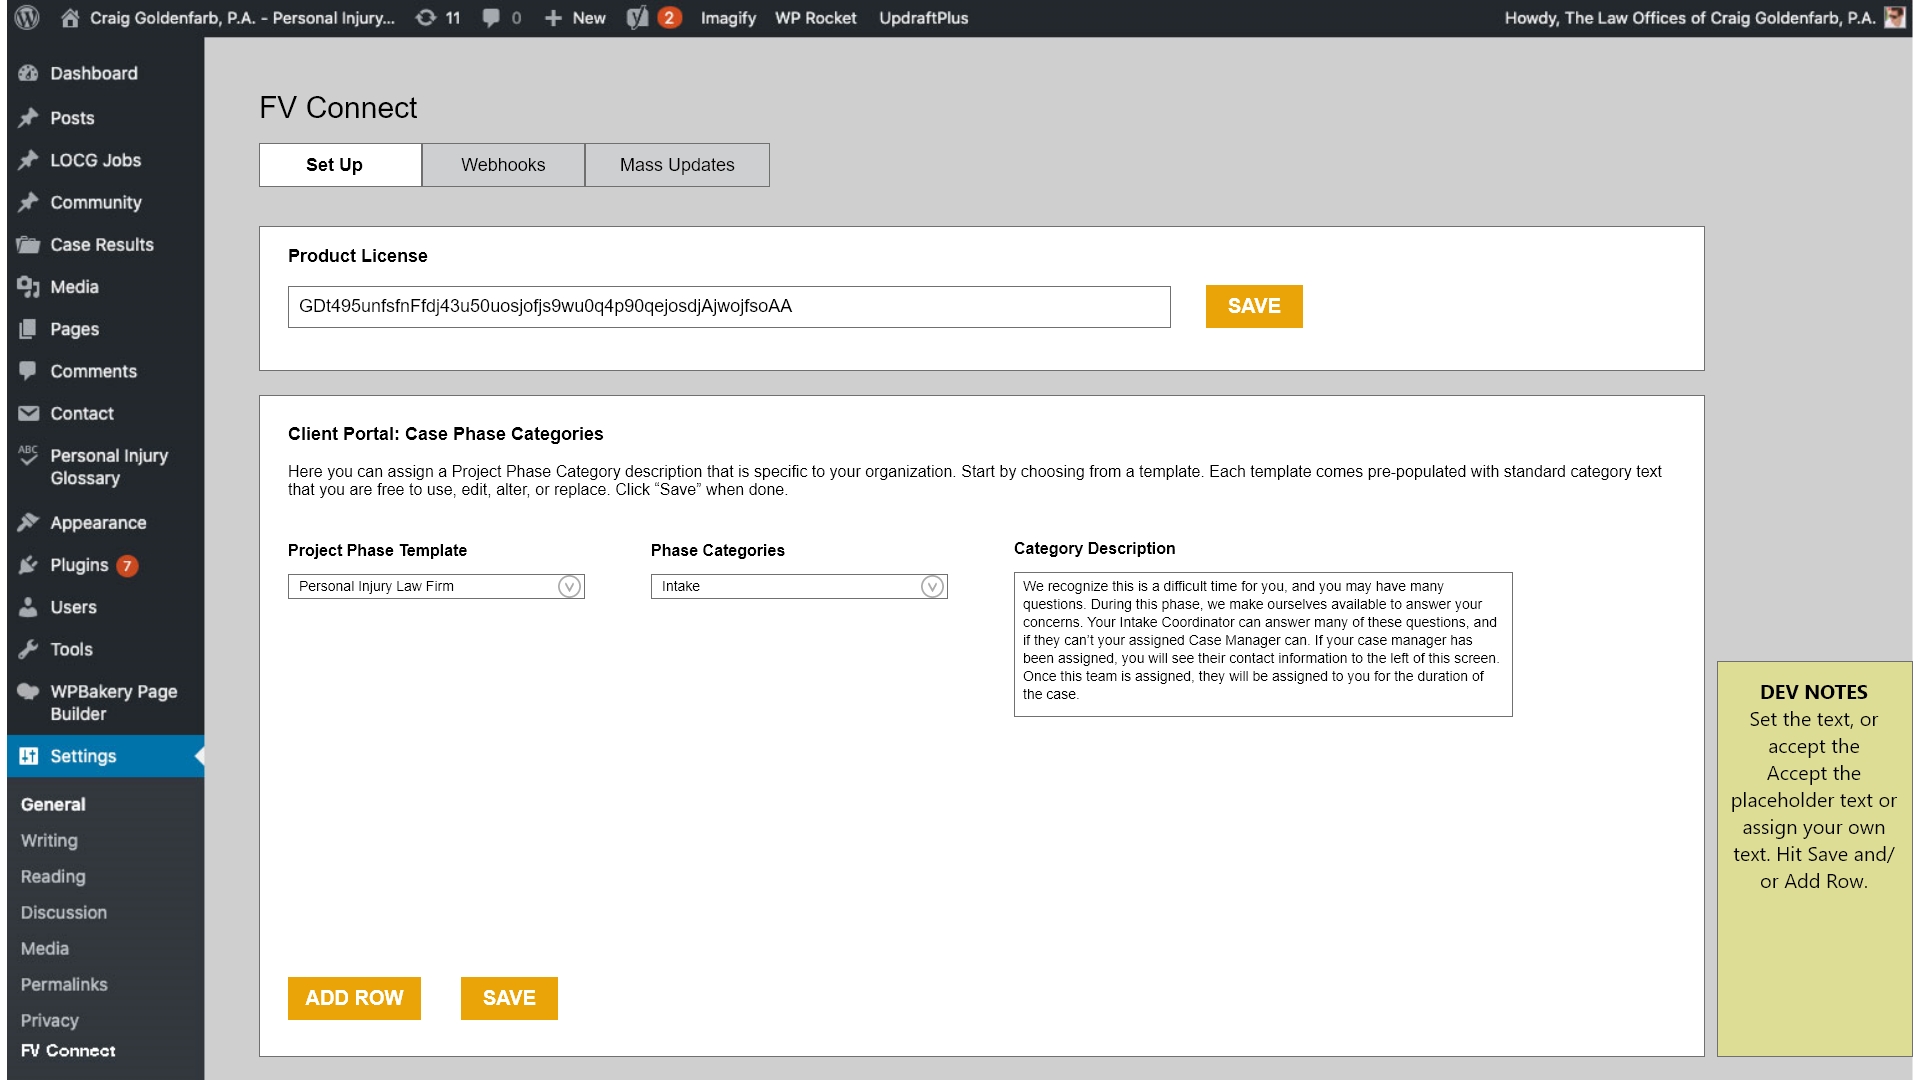 Craig Goldenfarb, P.A. - Personal Injury... 11 0 New 2 Imagify WP Rocket UpdraftPlus Howdy, The Law Offices of Craig Goldenfarb, P.A.
Dashboard
Posts
LOCG Jobs
Community
Case Results
Media
Pages
Comments
Contact
ABC
Personal Injury
Glossary
Appearance
Plugins 7
Users
Tools
WPBakery Page
Builder
Settings
General
Writing
Reading
Discussion
Media
Permalinks
Privacy
FV Connect
FV Connect
Set Up Webhooks Mass Updates
Product License
GDt495unfsfnFfdj43u50uosjofjs9wu0q4p90qejosdjAjwojfsoAA SAVE
Client Portal: Case Phase Categories
Here you can assign a Project Phase Category description that is specific to your organization. Start by choosing from a template. Each template comes pre-populated with standard category text
that you are free to use, edit, alter, or replace. Click “Save” when done.
Project Phase Template
Personal Injury Law Firm V
Phase Categories
Intake V
Category Description
We recognize this is a difficult time for you, and you may have many
questions. During this phase, we make ourselves available to answer your
concerns. Your Intake Coordinator can answer many of these questions, and
if they can’t your assigned Case Manager can. If your case manager has
been assigned, you will see their contact information to the left of this screen.
Once this team is assigned, they will be assigned to you for the duration of
the case.
ADD ROW SAVE
DEV NOTES
Set the text, or
accept the
Accept the
placeholder text or
assign your own
text. Hit Save and/
or Add Row.